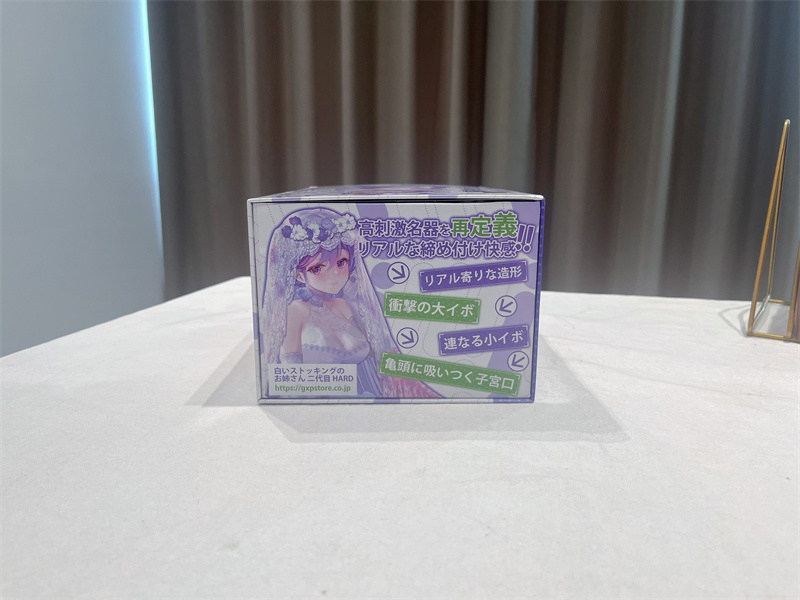 高刺激名器を再定義!!
リアルな締め付け快感
リアル寄りな造形
衝撃の大イボ
連なる小イボ
亀頭に吸いつく子宮口
白いストッキングの
お姉さん 二代目 HARD
https://gxpstore.co.jp